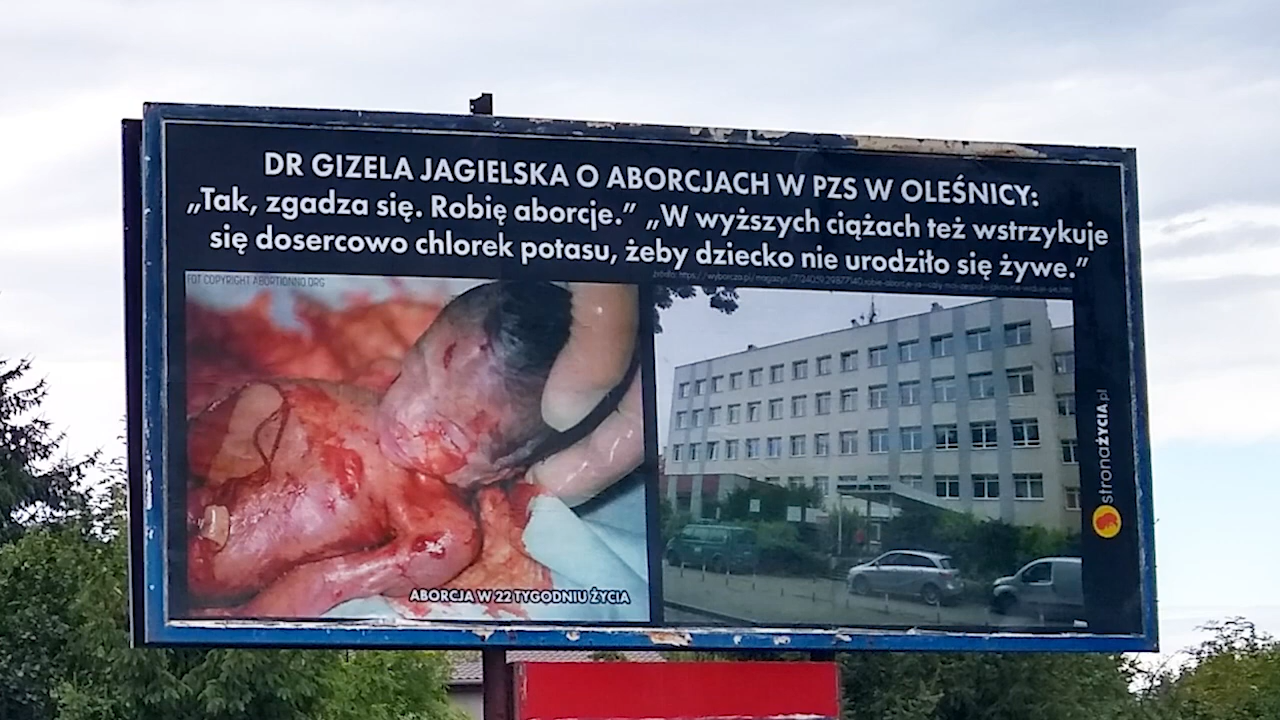 DR GIZELA JAGIELSKA O ABORCJACH W PZS W OLEŚNICY:
„Tak, zgadza się. Robię aborcje.” „W wyższych ciążach też wstrzykuje
się dosercowo chlorek potasu, żeby dziecko nie urodziło się żywe.”
FOT COPYRIGHT ABORTIONNO.ORG
ABORCJA W 22 TYGODNIU ŻYCIA
stronaŻYCIA.pl